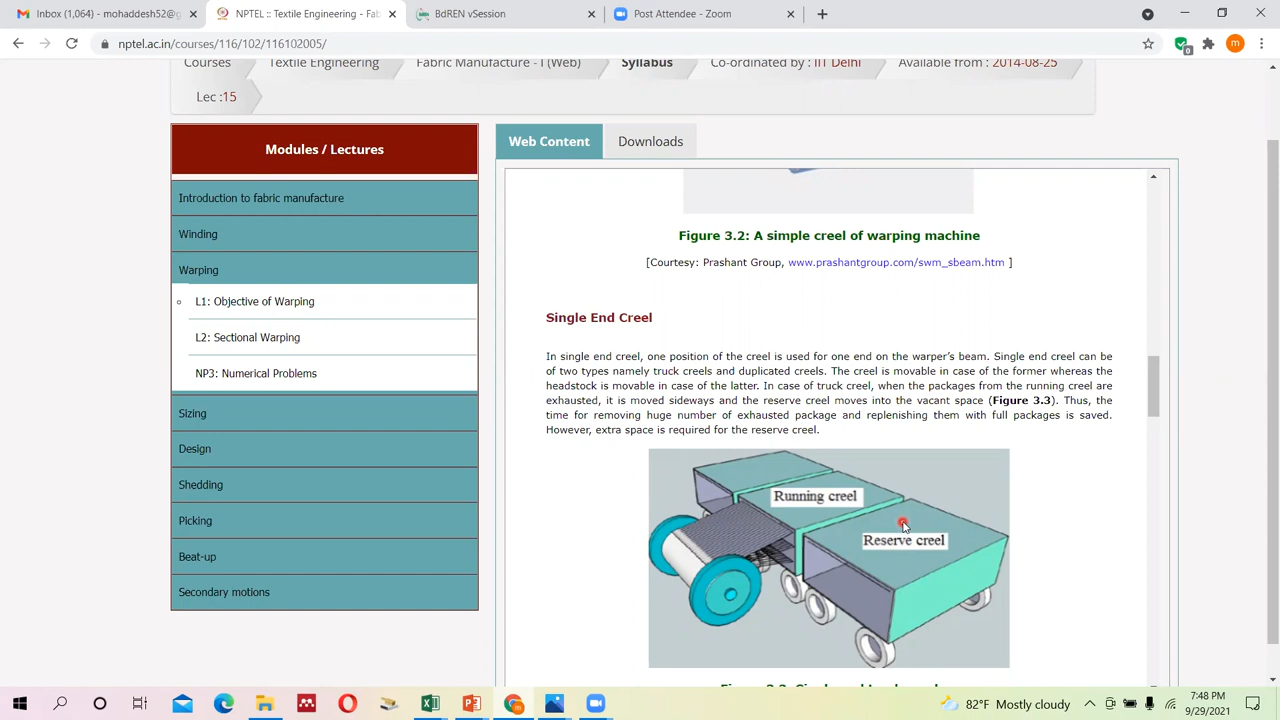 Inbox (1,064) - mohaddesh52@g
NPTEL :: Textile Engineering - Fab
BdREN vSession
Post Attendee - Zoom
nptel.ac.in/courses/116/102/116102005/
0
m
Courses
Textile Engineering
Fabric Manufacture - I (Web)
Syllabus
Co-ordinated by : IIT Delhi
Available from : 2014-08-25
Lec :15
Modules / Lectures
Introduction to fabric manufacture
Winding
Warping
L1: Objective of Warping
L2: Sectional Warping
NP3: Numerical Problems
Sizing
Design
Shedding
Picking
Beat-up
Secondary motions
Web Content
Downloads
Figure 3.2: A simple creel of warping machine
[Courtesy: Prashant Group, www.prashantgroup.com/swm_sbeam.htm ]
Single End Creel
In single end creel, one position of the creel is used for one end on the warper's beam. Single end creel can be
of two types namely truck creels and duplicated creels. The creel is movable in case of the former whereas the
headstock is movable in case of the latter. In case of truck creel, when the packages from the running creel are
exhausted, it is moved sideways and the reserve creel moves into the vacant space (Figure 3.3). Thus, the
time for removing huge number of exhausted package and replenishing them with full packages is saved.
However, extra space is required for the reserve creel.
Running creel
Reserve creel
82°F Mostly cloudy
7:48 PM
9/29/2021